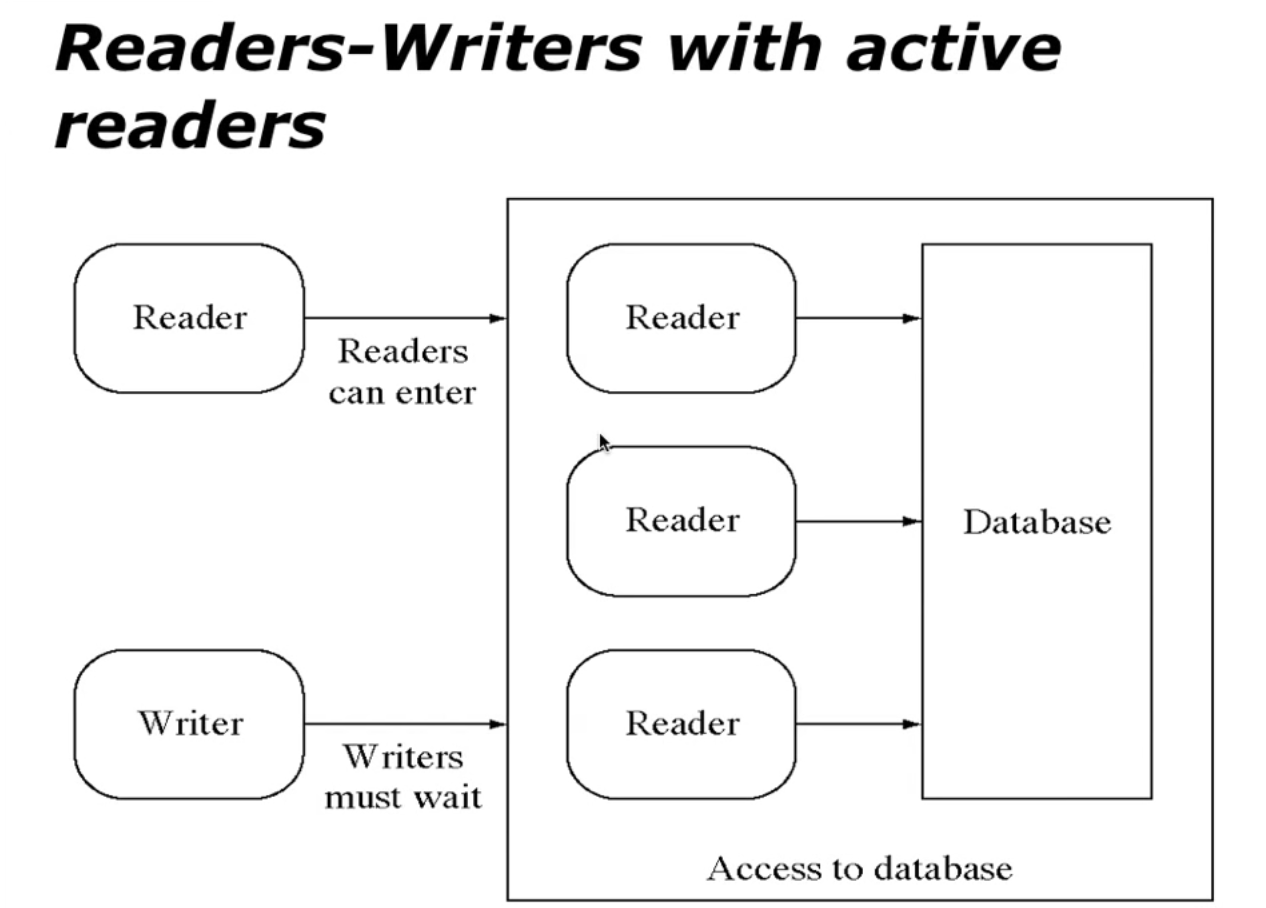 Readers-Writers with active
readers
Reader
Readers
can enter
Reader
Reader
Database
Writer
Writers
must wait
Reader
Access to database